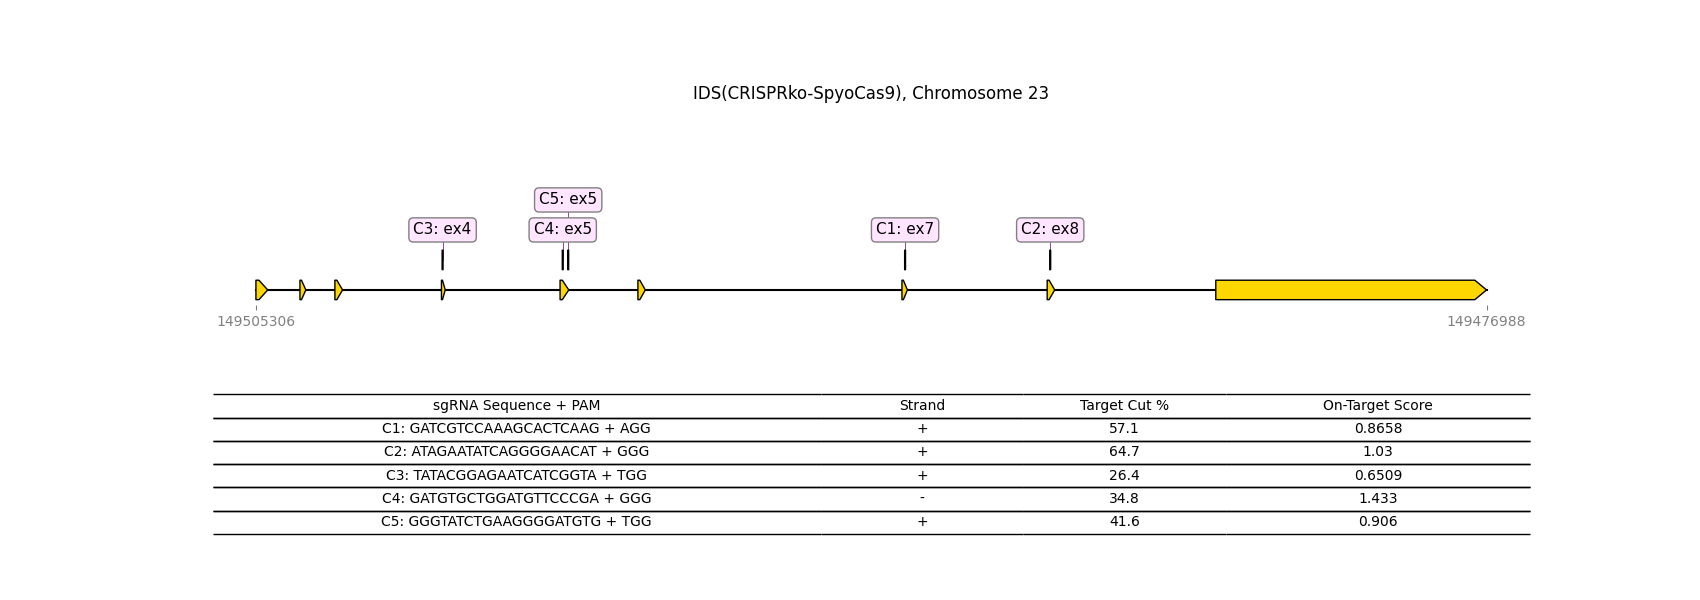 IDS(CRISPRko-SpyoCas9), Chromosome 23
C5: ex5
C3: ex4 C4: ex5 C1: ex7 C2: ex8
149505306 149476988
sgRNA Sequence + PAM Strand Target Cut % On-Target Score
C1: GATCGTCCAAAGCACTCAAG + AGG + 57.1 0.8658
C2: ATAGAATATCAGGGGAACAT + GGG + 64.7 1.03
C3: TATACGGAGAATCATCGGTA + TGG + 26.4 0.6509
C4: GATGTGCTGGATGTTCCCGA + GGG - 34.8 1.433
C5: GGGTATCTGAAGGGGATGTG + TGG + 41.6 0.906